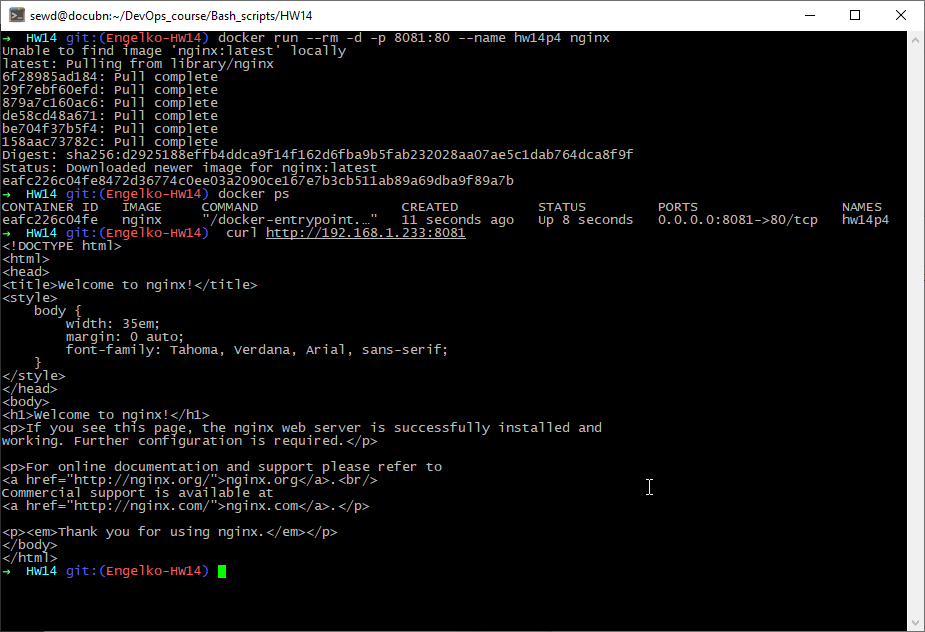 sewd@docubn:~/DevOps_course/Bash_scripts/HW14
→  HW14 git:(Engelko-HW14) docker run --rm -d -p 8081:80 --name hw14p4 nginx
Unable to find image 'nginx:latest' locally
latest: Pulling from library/nginx
6f28985ad184: Pull complete
29f7ebf60efd: Pull complete
879a7c160ac6: Pull complete
de58cd48a671: Pull complete
be704f37b5f4: Pull complete
158aac73782c: Pull complete
Digest: sha256:d2925188effb4ddca9f14f162d6fba9b5fab232028aa07ae5c1dab764dca8f9f
Status: Downloaded newer image for nginx:latest
eafc226c04fe8472d36774c0ee03a2090ce167e7b3cb511ab89a69dba9f89a7b
→  HW14 git:(Engelko-HW14) docker ps
CONTAINER ID   IMAGE     COMMAND                  CREATED          STATUS         PORTS                  NAMES
eafc226c04fe   nginx     "/docker-entrypoint.…"   11 seconds ago   Up 8 seconds   0.0.0.0:8081->80/tcp   hw14p4
→  HW14 git:(Engelko-HW14)  curl http://192.168.1.233:8081
<!DOCTYPE html>
<html>
<head>
<title>Welcome to nginx!</title>
<style>
    body {
        width: 35em;
        margin: 0 auto;
        font-family: Tahoma, Verdana, Arial, sans-serif;
    }
</style>
</head>
<body>
<h1>Welcome to nginx!</h1>
<p>If you see this page, the nginx web server is successfully installed and
working. Further configuration is required.</p>

<p>For online documentation and support please refer to
<a href="http://nginx.org/">nginx.org</a>.<br/>
Commercial support is available at
<a href="http://nginx.com/">nginx.com</a>.</p>

<p><em>Thank you for using nginx.</em></p>
</body>
</html>
→  HW14 git:(Engelko-HW14)